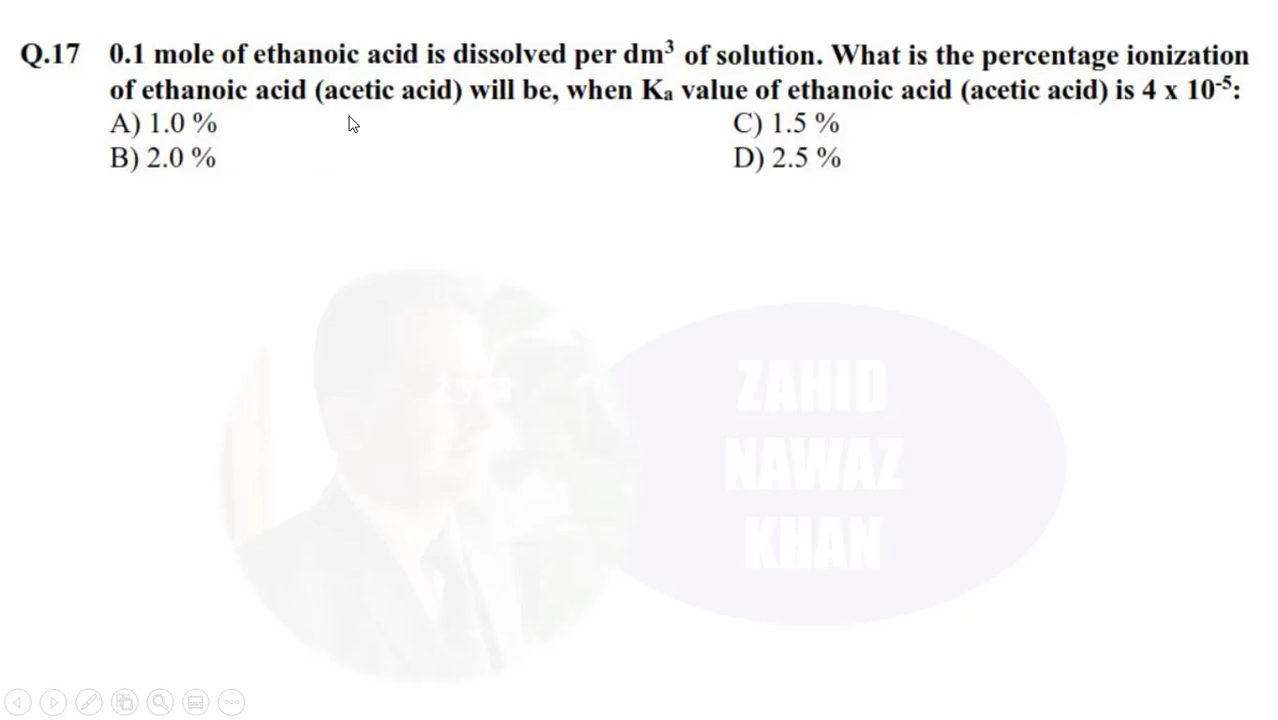 Q.17 0.1 mole of ethanoic acid is dissolved per dm³ of solution. What is the percentage ionization
of ethanoic acid (acetic acid) will be, when Kₐ value of ethanoic acid (acetic acid) is 4 x 10⁻⁵:
A) 1.0 % C) 1.5 %
B) 2.0 % D) 2.5 %
ZAHID
NAWAZ
KHAN